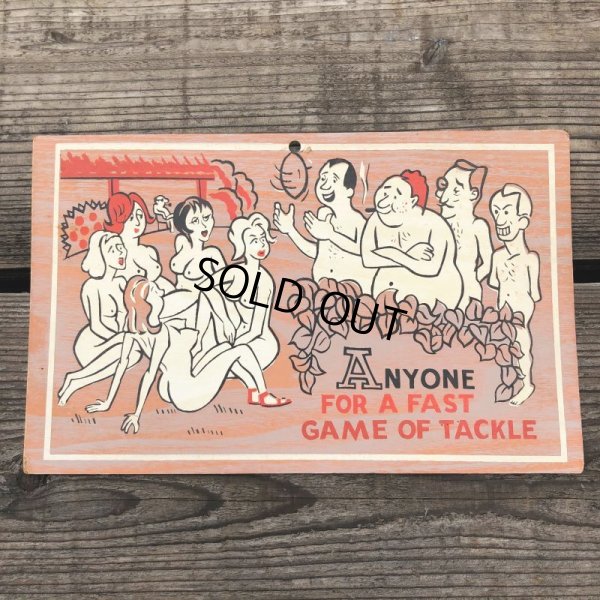 SOLD OUT
ANYONE
FOR A FAST
GAME OF TACKLE